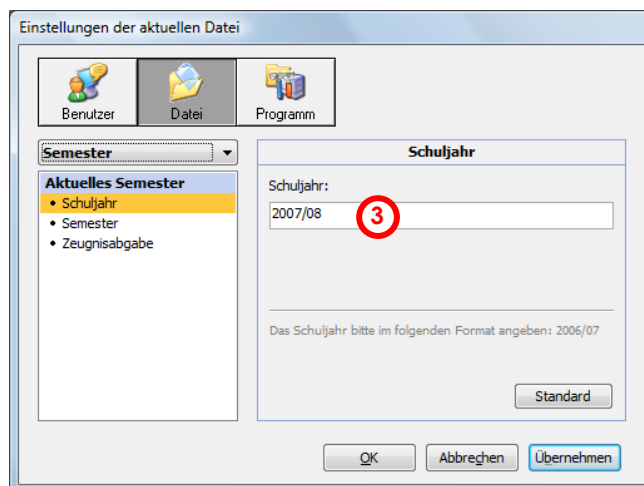 Einstellungen der aktuellen Datei
Benutzer
Datei
Programm
Semester
Aktuelles Semester
• Schuljahr
• Semester
• Zeugnisabgabe
Schuljahr
Schuljahr:
2007/08
3
Das Schuljahr bitte im folgenden Format angeben: 2006/07
Standard
OK
Abbrechen
Übernehmen